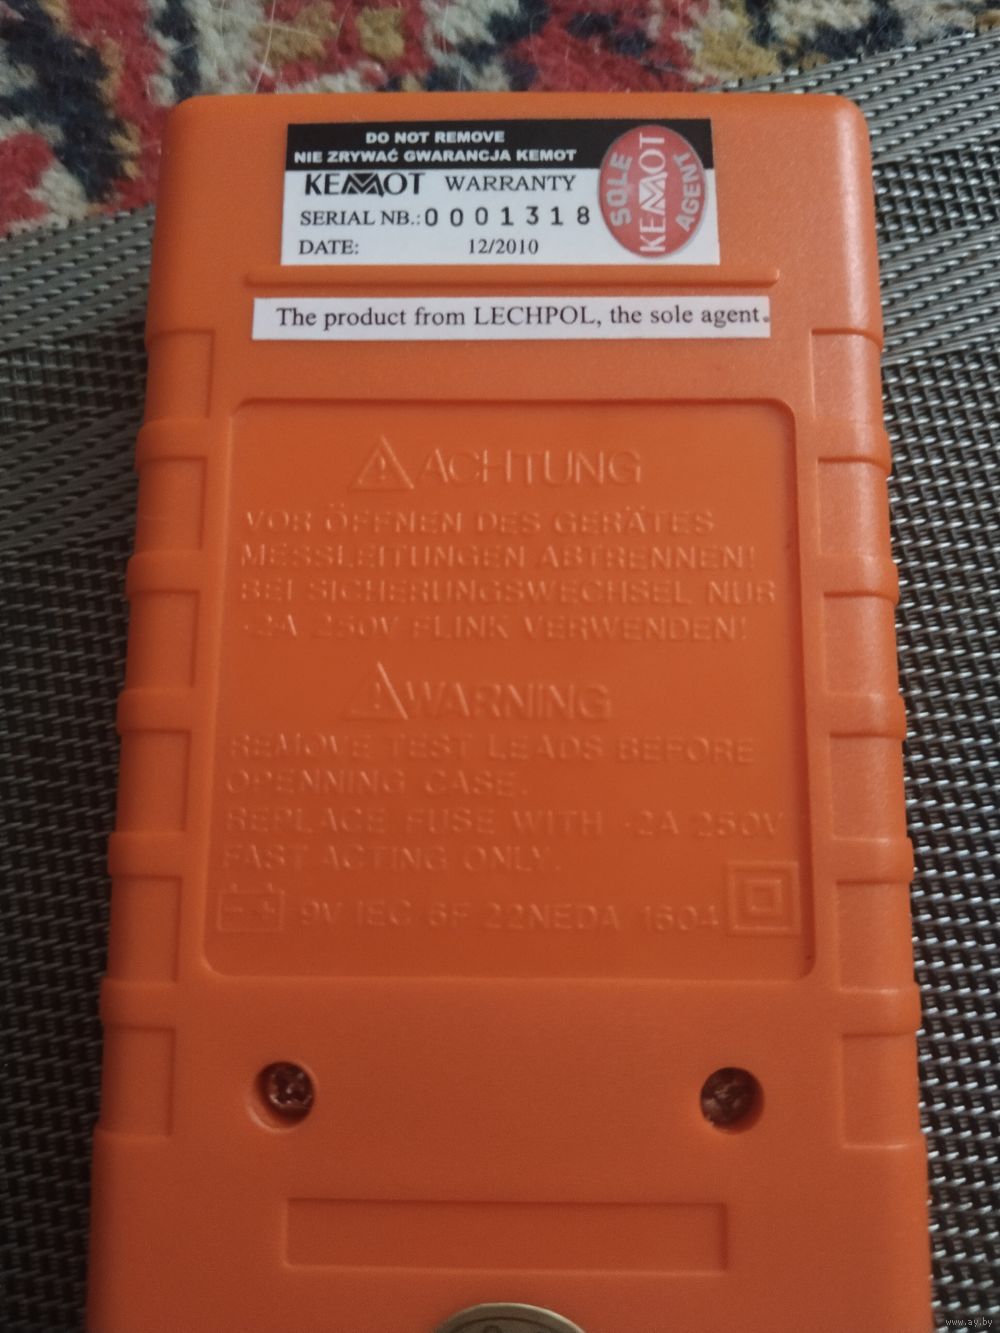 DO NOT REMOVE
NIE ZRYWAĆ GWARANCJA KEMOT
KEMOT WARRANTY
SERIAL NB.:0001318
DATE: 12/2010
SOLE
KEMOT
AGENT
The product from LECHPOL, the sole agent.
ACHTUNG
VOR ÖFFNEN DES GERÄTES
MESSLEITUNGEN ABTRENNEN!
BEI SICHERUNGSWECHSEL NUR
·2A 250V FLINK VERWENDEN!
WARNING
REMOVE TEST LEADS BEFORE
OPENNING CASE.
REPLACE FUSE WITH ·2A 250V
FAST ACTING ONLY.
9V IEC 6F 22NEDA 1604
www.ay.by